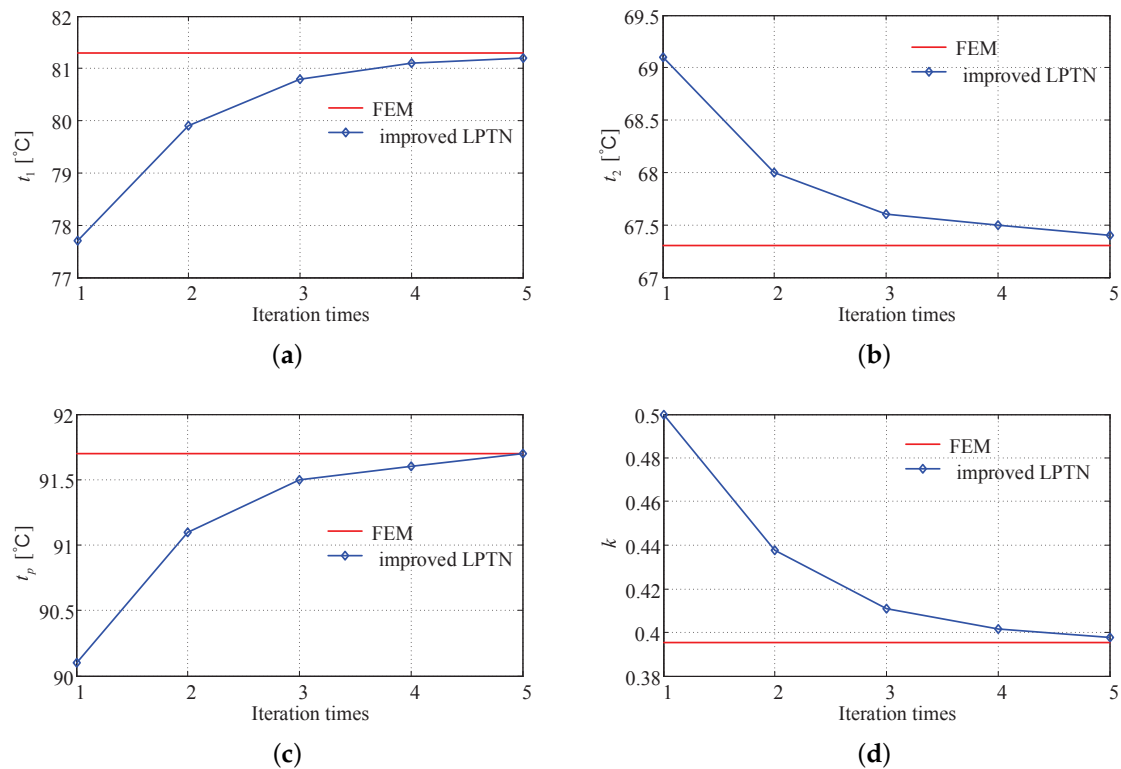 82
81
80
79
78
77
t1 [°C]
FEM
improved LPTN
1 2 3 4 5
Iteration times
(a)
69.5
69
68.5
68
67.5
67
t2 [°C]
FEM
improved LPTN
1 2 3 4 5
Iteration times
(b)
92
91.5
91
90.5
90
tp [°C]
FEM
improved LPTN
1 2 3 4 5
Iteration times
(c)
0.5
0.48
0.46
0.44
0.42
0.4
0.38
k
FEM
improved LPTN
1 2 3 4 5
Iteration times
(d)